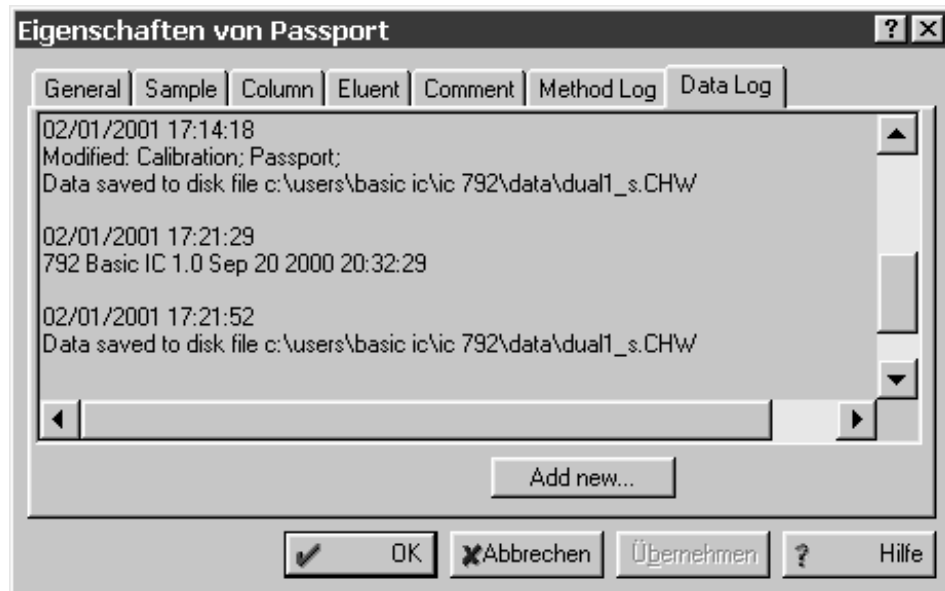 Eigenschaften von Passport
General Sample Column Eluent Comment Method Log Data Log
02/01/2001 17:14:18
Modified: Calibration; Passport;
Data saved to disk file c:\users\basic ic\ic 792\data\dual1_s.CHW
02/01/2001 17:21:29
792 Basic IC 1.0 Sep 20 2000 20:32:29
02/01/2001 17:21:52
Data saved to disk file c:\users\basic ic\ic 792\data\dual1_s.CHW
Add new...
OK Abbrechen Übernehmen ? Hilfe